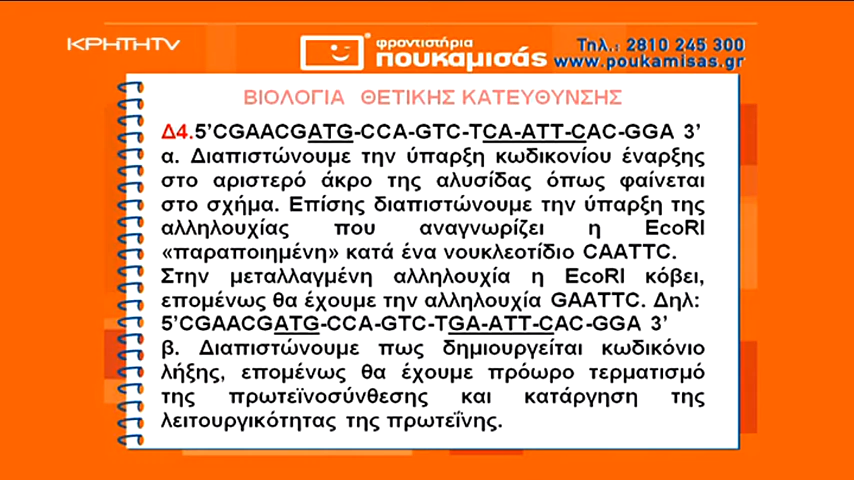 ΚΡΗΤΗTV
φροντιστήρια
πουκαμισάς
Τηλ.: 2810 245 300
www.poukamisas.gr
ΒΙΟΛΟΓΙΑ ΘΕΤΙΚΗΣ ΚΑΤΕΥΘΥΝΣΗΣ
Δ4.5’CGAACGATG-CCA-GTC-TCA-ATT-CAC-GGA 3’
α. Διαπιστώνουμε την ύπαρξη κωδικονίου έναρξης
στο αριστερό άκρο της αλυσίδας όπως φαίνεται
στο σχήμα. Επίσης διαπιστώνουμε την ύπαρξη της
αλληλουχίας που αναγνωρίζει η EcoRI
«παραποιημένη» κατά ένα νουκλεοτίδιο CAATTC.
Στην μεταλλαγμένη αλληλουχία η EcoRI κόβει,
επομένως θα έχουμε την αλληλουχία GAATTC. Δηλ:
5’CGAACGATG-CCA-GTC-TGA-ATT-CAC-GGA 3’
β. Διαπιστώνουμε πως δημιουργείται κωδικόνιο
λήξης, επομένως θα έχουμε πρόωρο τερματισμό
της πρωτεϊνοσύνθεσης και κατάργηση της
λειτουργικότητας της πρωτεΐνης.